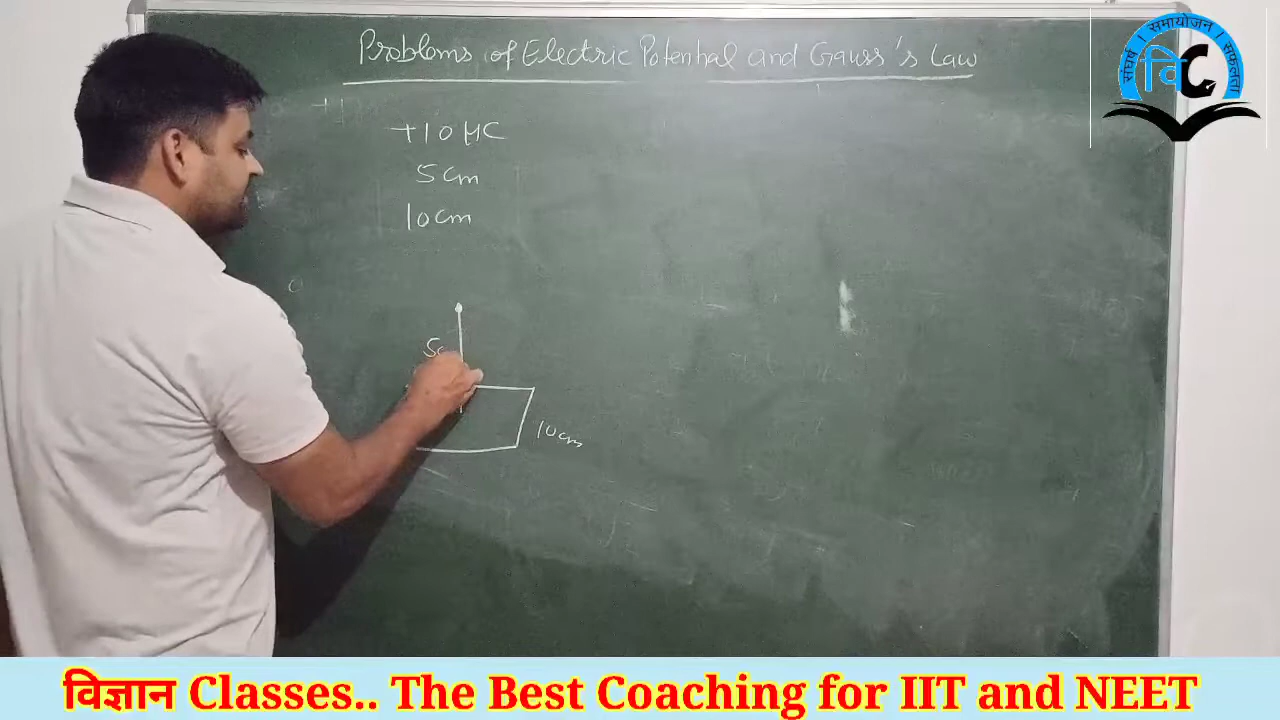 Problems of Electric Potential and Gauss's Law
संघर्ष । समायोजन । सफलता
वि C
+10 μC
5 cm
10 cm
10 cm
विज्ञान Classes.. The Best Coaching for IIT and NEET